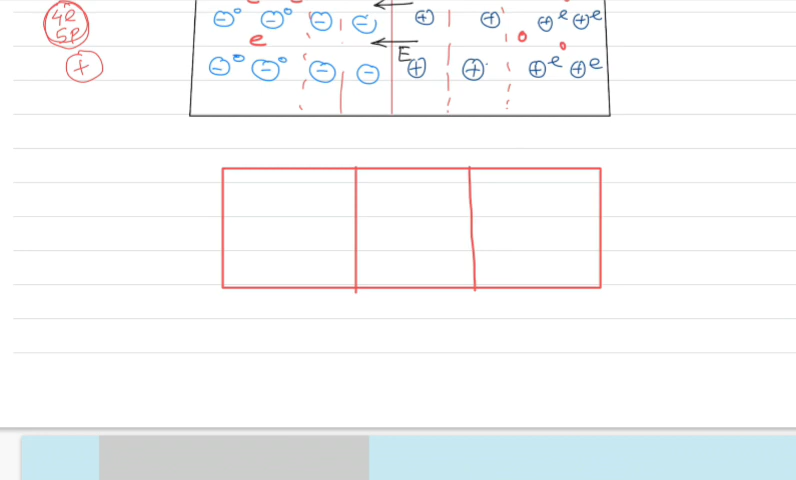 4e
5p
+
⊖° ⊖° ⊖ ⊖ ⊕ ⊕ ⊕e ⊕e
e
E
⊖° ⊖° ⊖ ⊖ ⊕ ⊕ ⊕e ⊕e